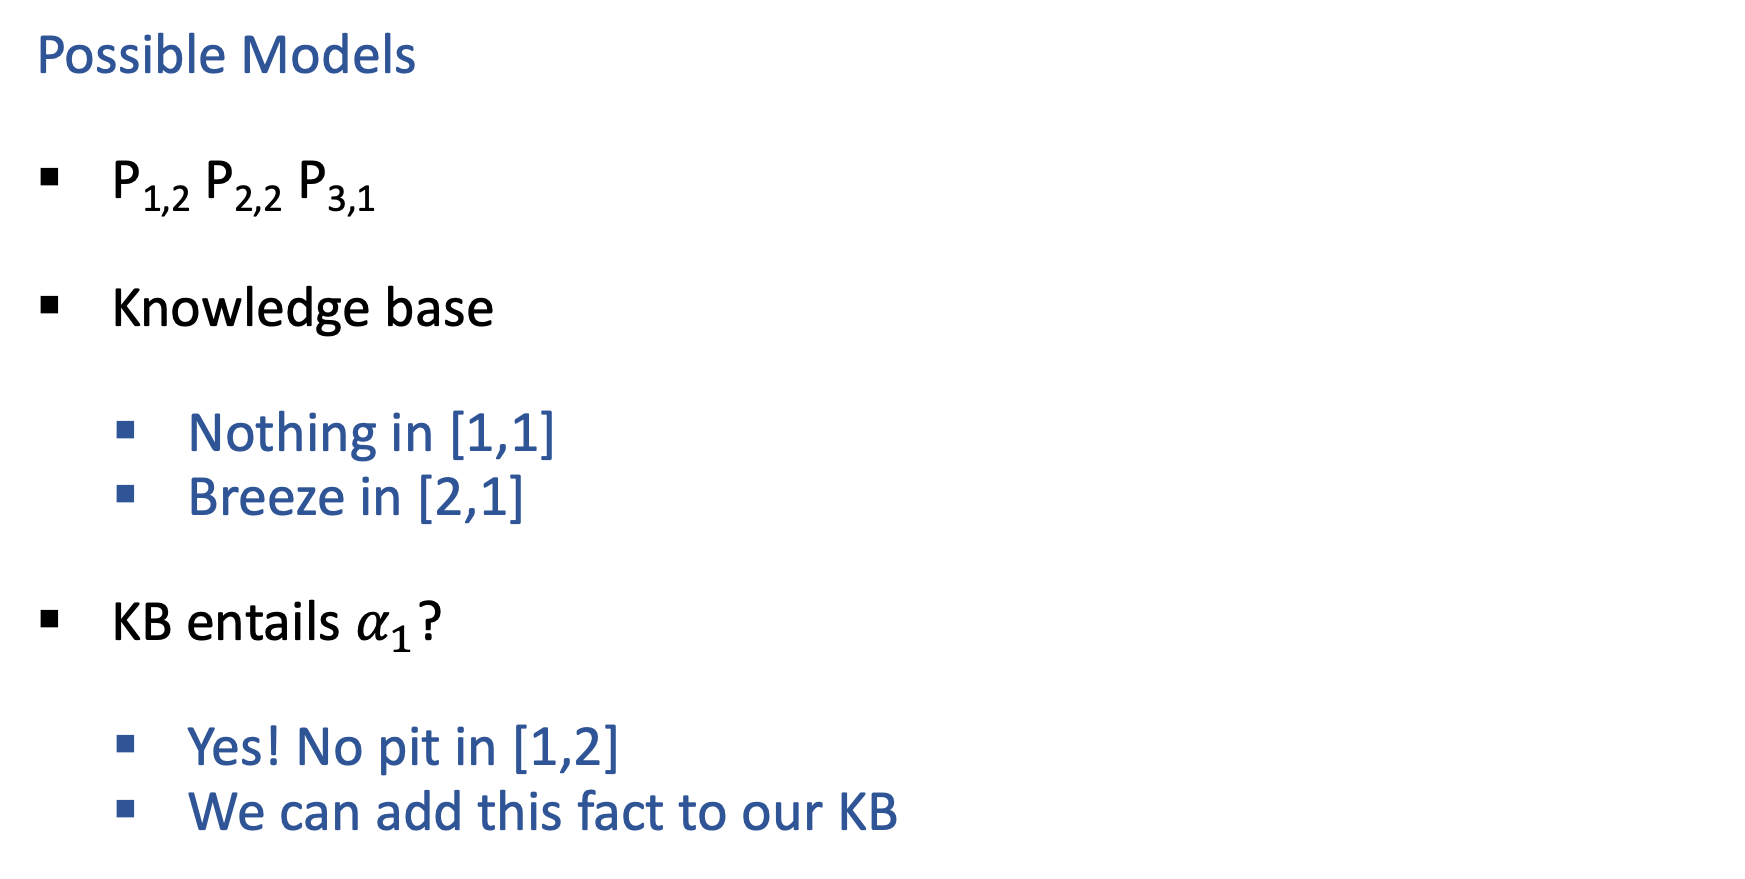 Possible Models
▪ P₁,₂ P₂,₂ P₃,₁
▪ Knowledge base
▪ Nothing in [1,1]
▪ Breeze in [2,1]
▪ KB entails α₁?
▪ Yes! No pit in [1,2]
▪ We can add this fact to our KB